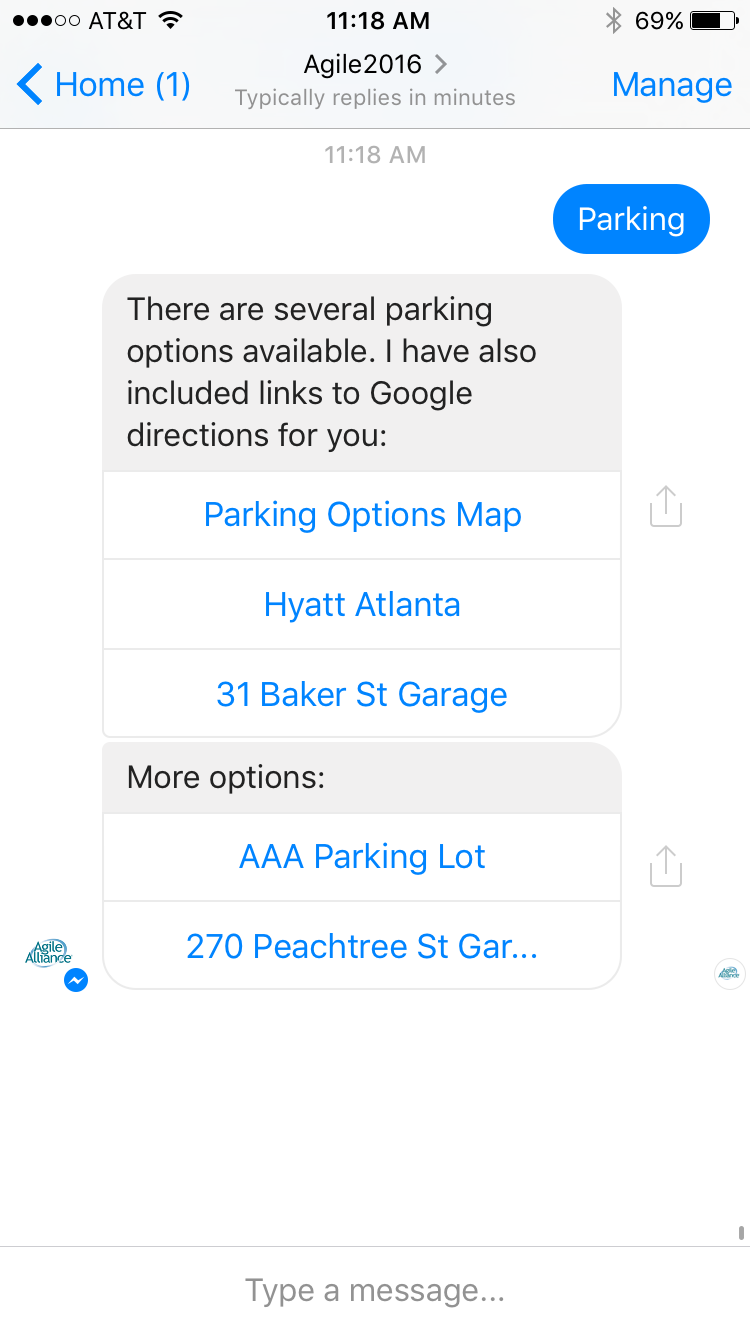 AT&T 11:18 AM 69%
Home (1) Agile2016 Manage
Typically replies in minutes
11:18 AM
Parking
There are several parking
options available. I have also
included links to Google
directions for you:
Parking Options Map
Hyatt Atlanta
31 Baker St Garage
More options:
AAA Parking Lot
270 Peachtree St Gar...
Agile
Alliance
Agile
Alliance
Type a message...